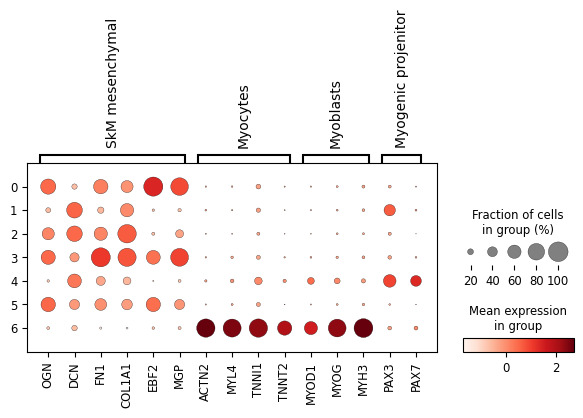 SkM mesenchymal
Myocytes
Myoblasts
Myogenic projenitor
0
1
2
3
4
5
6
OGN
DCN
FN1
COL1A1
EBF2
MGP
ACTN2
MYL4
TNNI1
TNNT2
MYOD1
MYOG
MYH3
PAX3
PAX7
Fraction of cells
in group (%)
20 40 60 80 100
Mean expression
in group
0 2